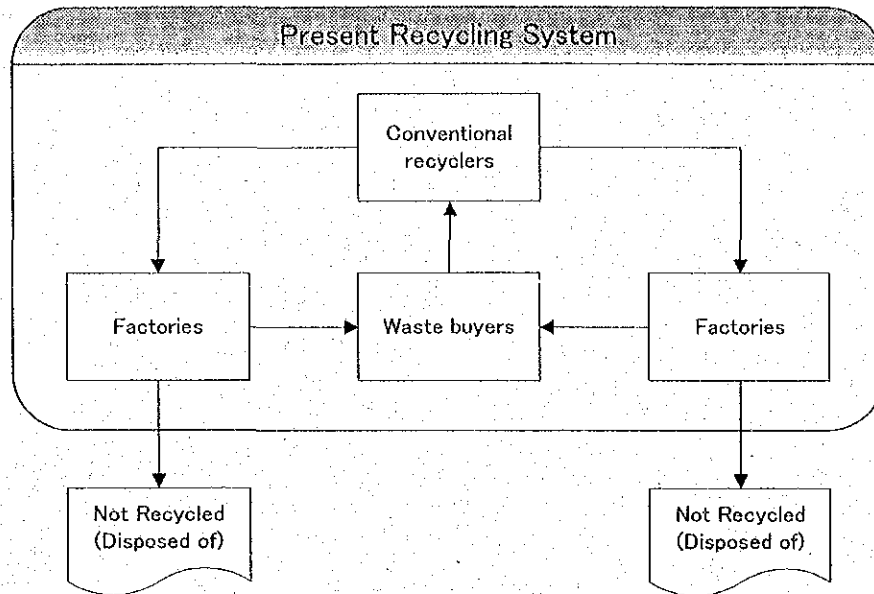 Present Recycling System
Conventional
recyclers
Factories
Waste buyers
Factories
Not Recycled
(Disposed of)
Not Recycled
(Disposed of)